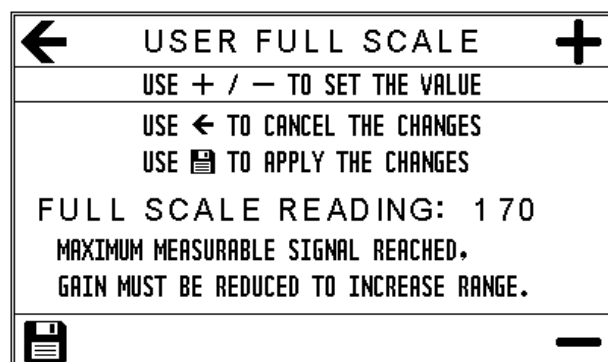 ← USER FULL SCALE +
USE + / — TO SET THE VALUE
USE ← TO CANCEL THE CHANGES
USE 💾 TO APPLY THE CHANGES
FULL SCALE READING: 170
MAXIMUM MEASURABLE SIGNAL REACHED,
GAIN MUST BE REDUCED TO INCREASE RANGE.
💾 —